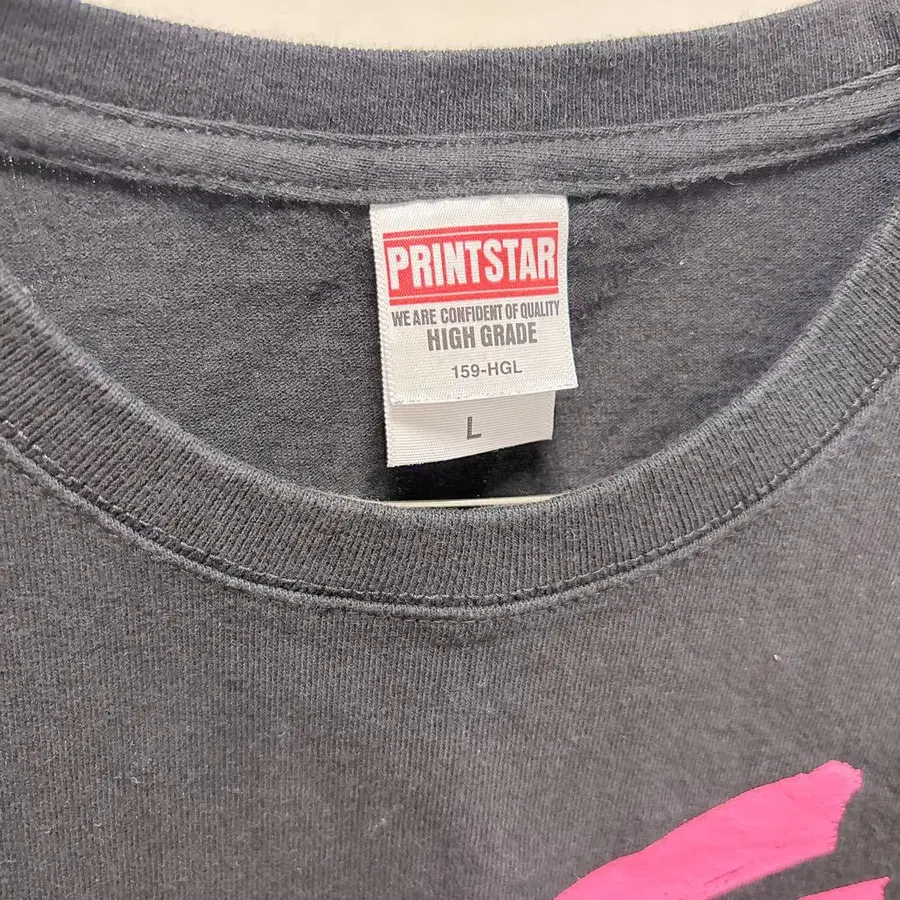 PRINTSTAR
WE ARE CONFIDENT OF QUALITY
HIGH GRADE
159-HGL
L